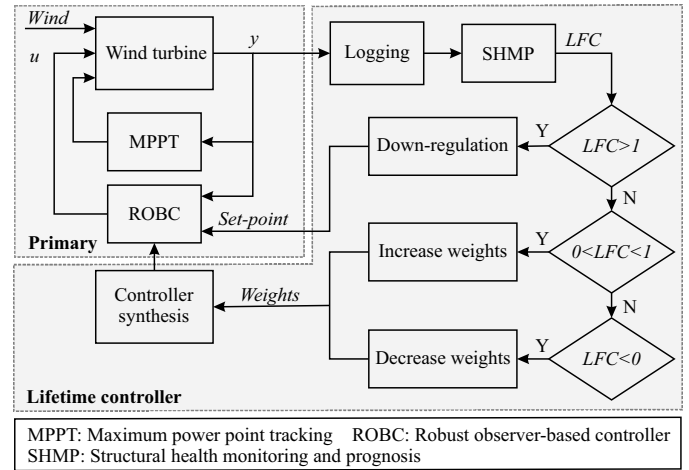 Wind
u
Wind turbine
y
MPPT
ROBC
Set-point
Primary
Logging
SHMP
LFC
LFC>1
Y
Down-regulation
N
0<LFC<1
Y
Increase weights
N
LFC<0
Y
Decrease weights
Weights
Controller
synthesis
Lifetime controller
MPPT: Maximum power point tracking ROBC: Robust observer-based controller
SHMP: Structural health monitoring and prognosis